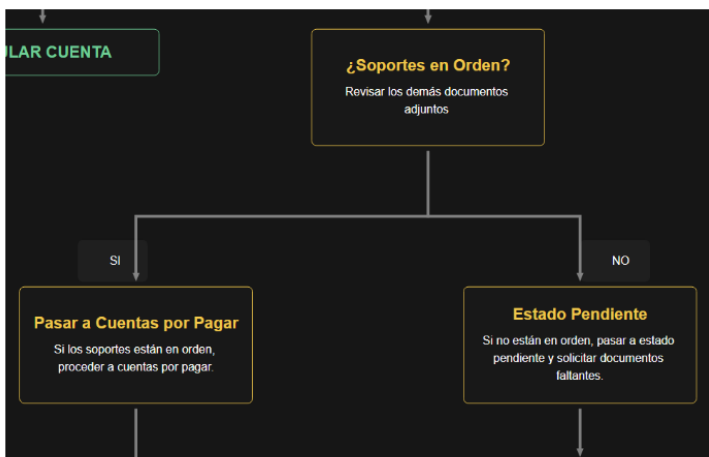 ULAR CUENTA
¿Soportes en Orden?
Revisar los demás documentos
adjuntos
SI
NO
Pasar a Cuentas por Pagar
Si los soportes están en orden,
proceder a cuentas por pagar.
Estado Pendiente
Si no están en orden, pasar a estado
pendiente y solicitar documentos
faltantes.